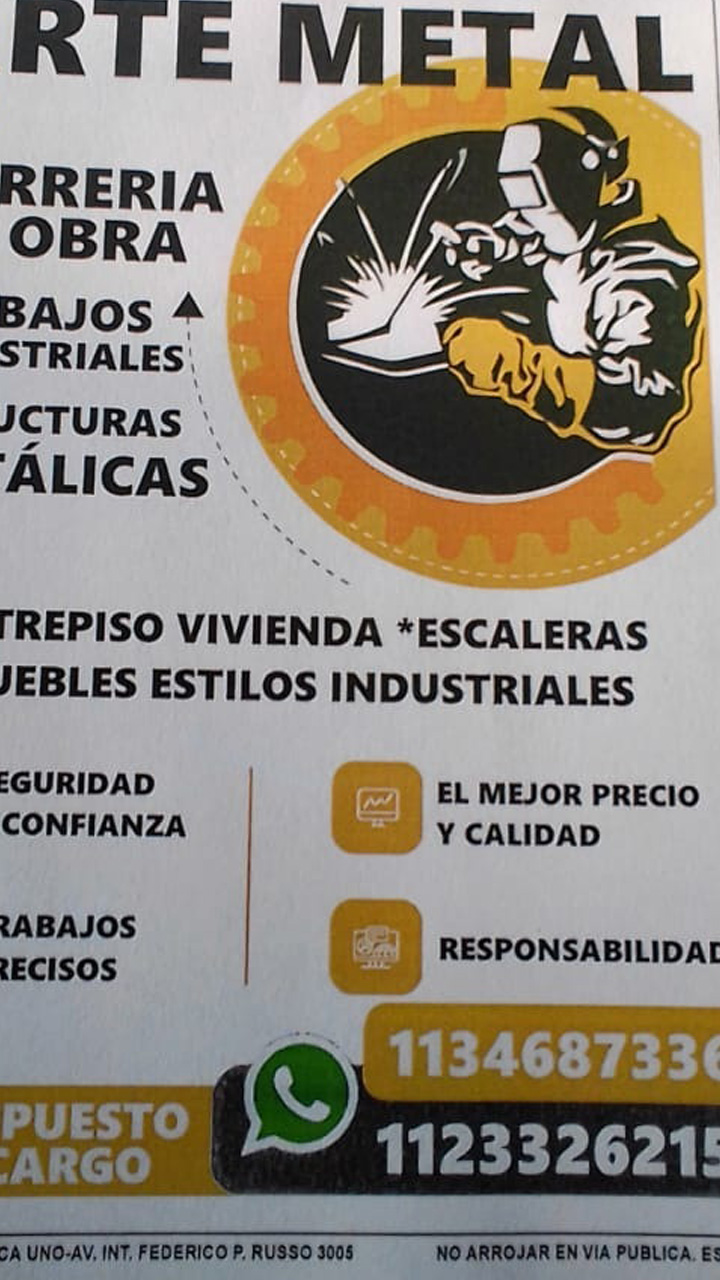 RTE METAL
RRERIA
OBRA
BAJOS
STRIALES
UCTURAS
TÁLICAS
TREPISO VIVIENDA *ESCALERAS
UEBLES ESTILOS INDUSTRIALES
EGURIDAD
CONFIANZA
EL MEJOR PRECIO
Y CALIDAD
RABAJOS
RECISOS
RESPONSABILIDAD
1134687336
1123326215
PUESTO
CARGO
CA UNO-AV. INT. FEDERICO P. RUSSO 3005
NO ARROJAR EN VIA PUBLICA. ES